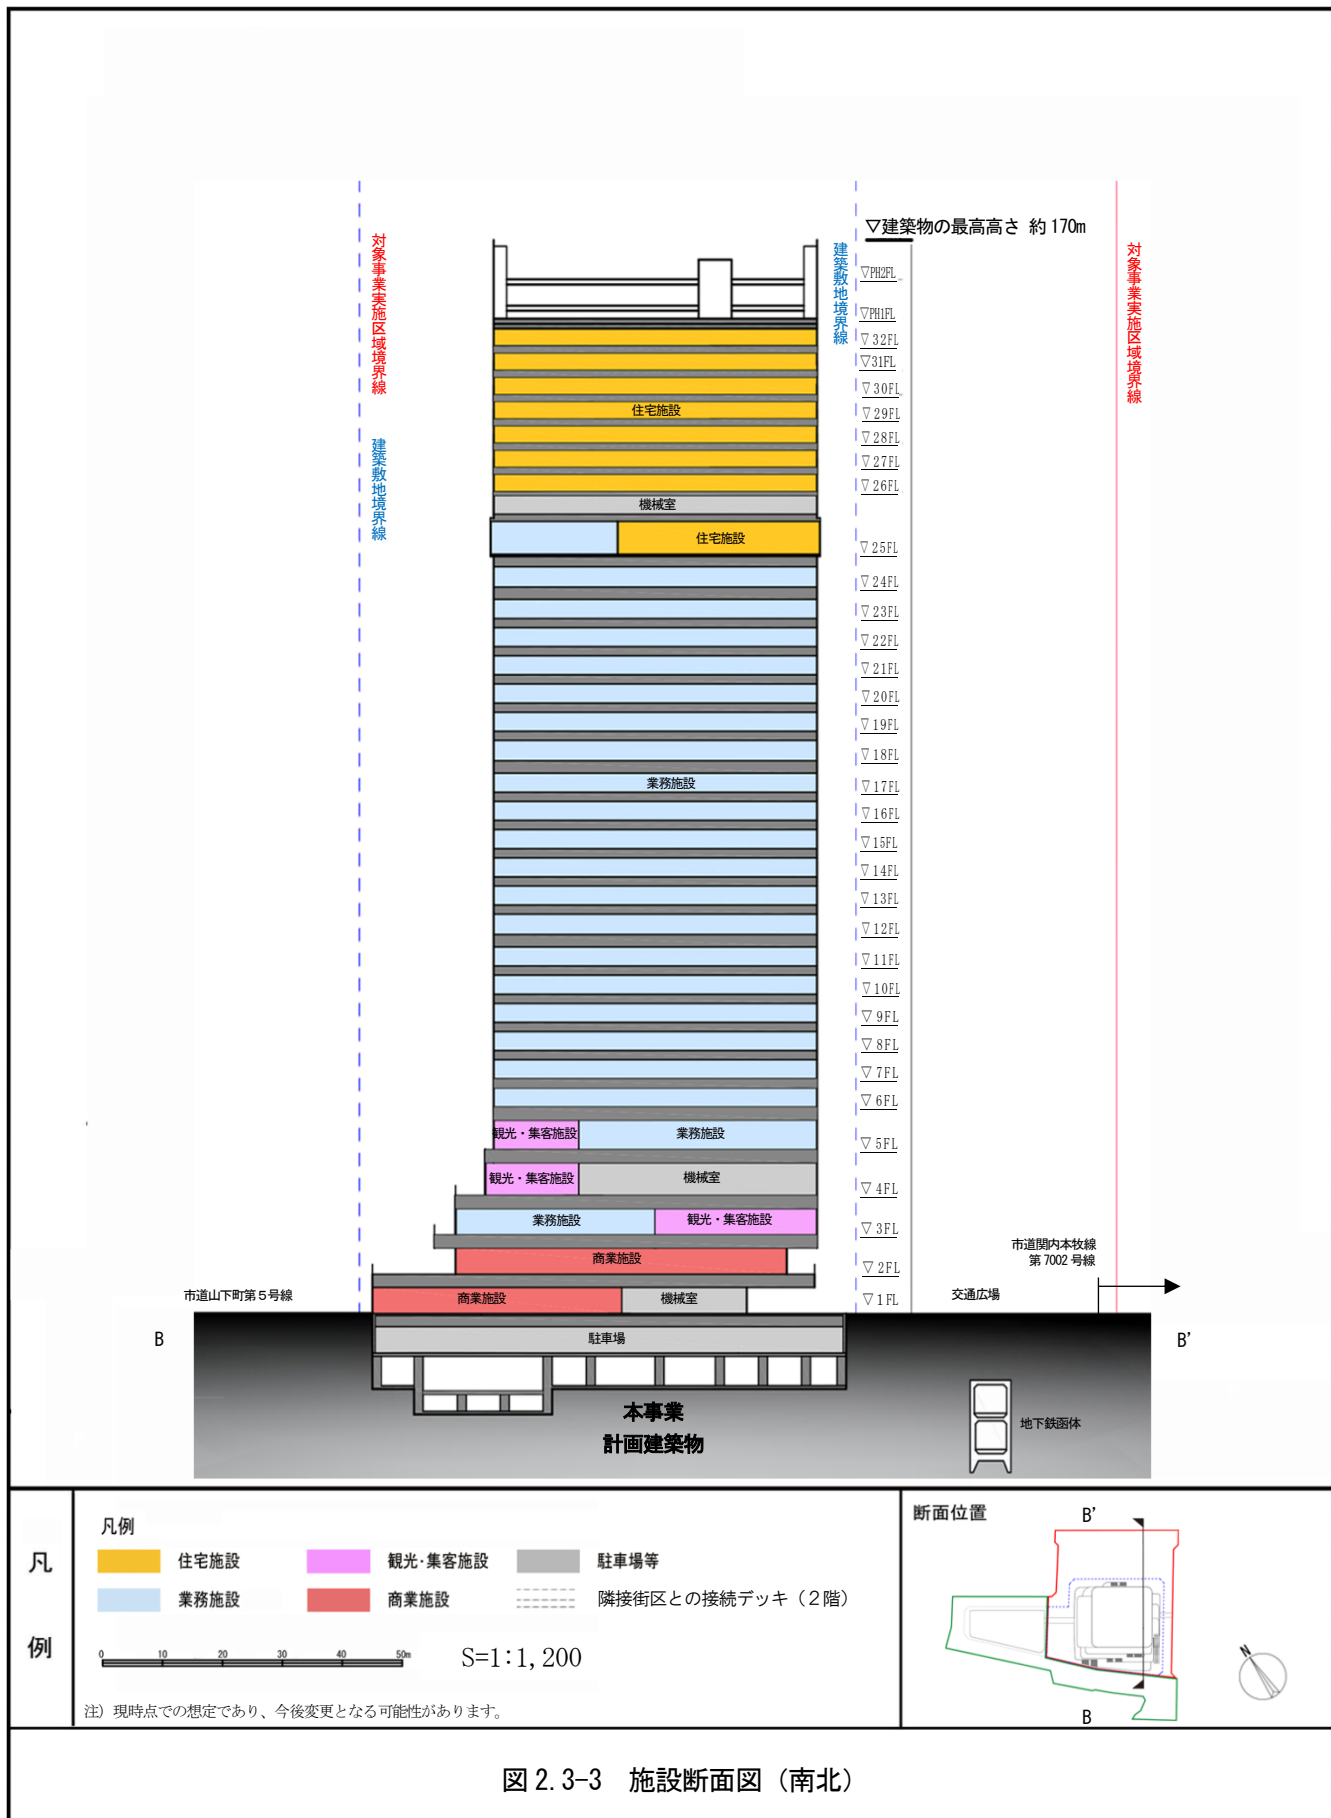 ▽建築物の最高高さ 約170m
対象事業実施区域境界線
建築敷地境界線
建築敷地境界線
対象事業実施区域境界線
▽PH2FL
▽PH1FL
▽32FL
▽31FL
▽30FL
住宅施設
▽29FL
▽28FL
▽27FL
▽26FL
機械室
住宅施設
▽25FL
▽24FL
▽23FL
▽22FL
▽21FL
▽20FL
▽19FL
▽18FL
業務施設
▽17FL
▽16FL
▽15FL
▽14FL
▽13FL
▽12FL
▽11FL
▽10FL
▽9FL
▽8FL
▽7FL
▽6FL
観光・集客施設 業務施設
▽5FL
観光・集客施設 機械室
▽4FL
業務施設 観光・集客施設
▽3FL
市道関内本牧線
第7002号線
商業施設
▽2FL
市道山下町第5号線
商業施設 機械室
▽1FL
交通広場
B
駐車場
B'
本事業
計画建築物
地下鉄函体
凡例
凡例
住宅施設 観光・集客施設 駐車場等
業務施設 商業施設 隣接街区との接続デッキ（2階）
0 10 20 30 40 50m
S=1:1,200
注）現時点での想定であり、今後変更となる可能性があります。
断面位置
B'
N
B
図2.3-3 施設断面図（南北）